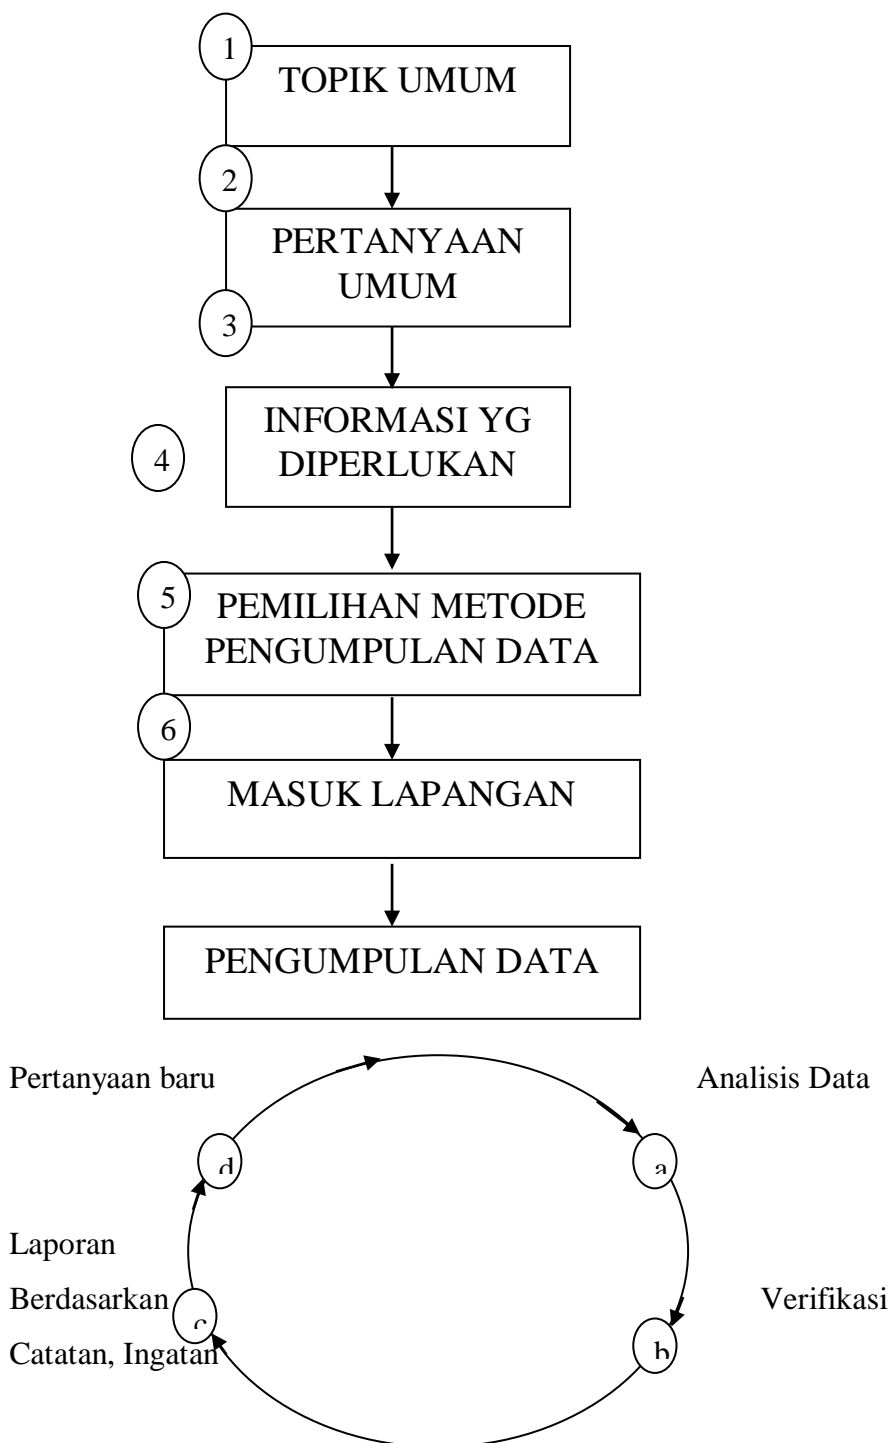 1
TOPIK UMUM
2
PERTANYAAN
UMUM
3
INFORMASI YG
DIPERLUKAN
4
5
PEMILIHAN METODE
PENGUMPULAN DATA
6
MASUK LAPANGAN
PENGUMPULAN DATA
Pertanyaan baru
Analisis Data
d
a
Laporan
Berdasarkan
Verifikasi
c
b
Catatan, Ingatan